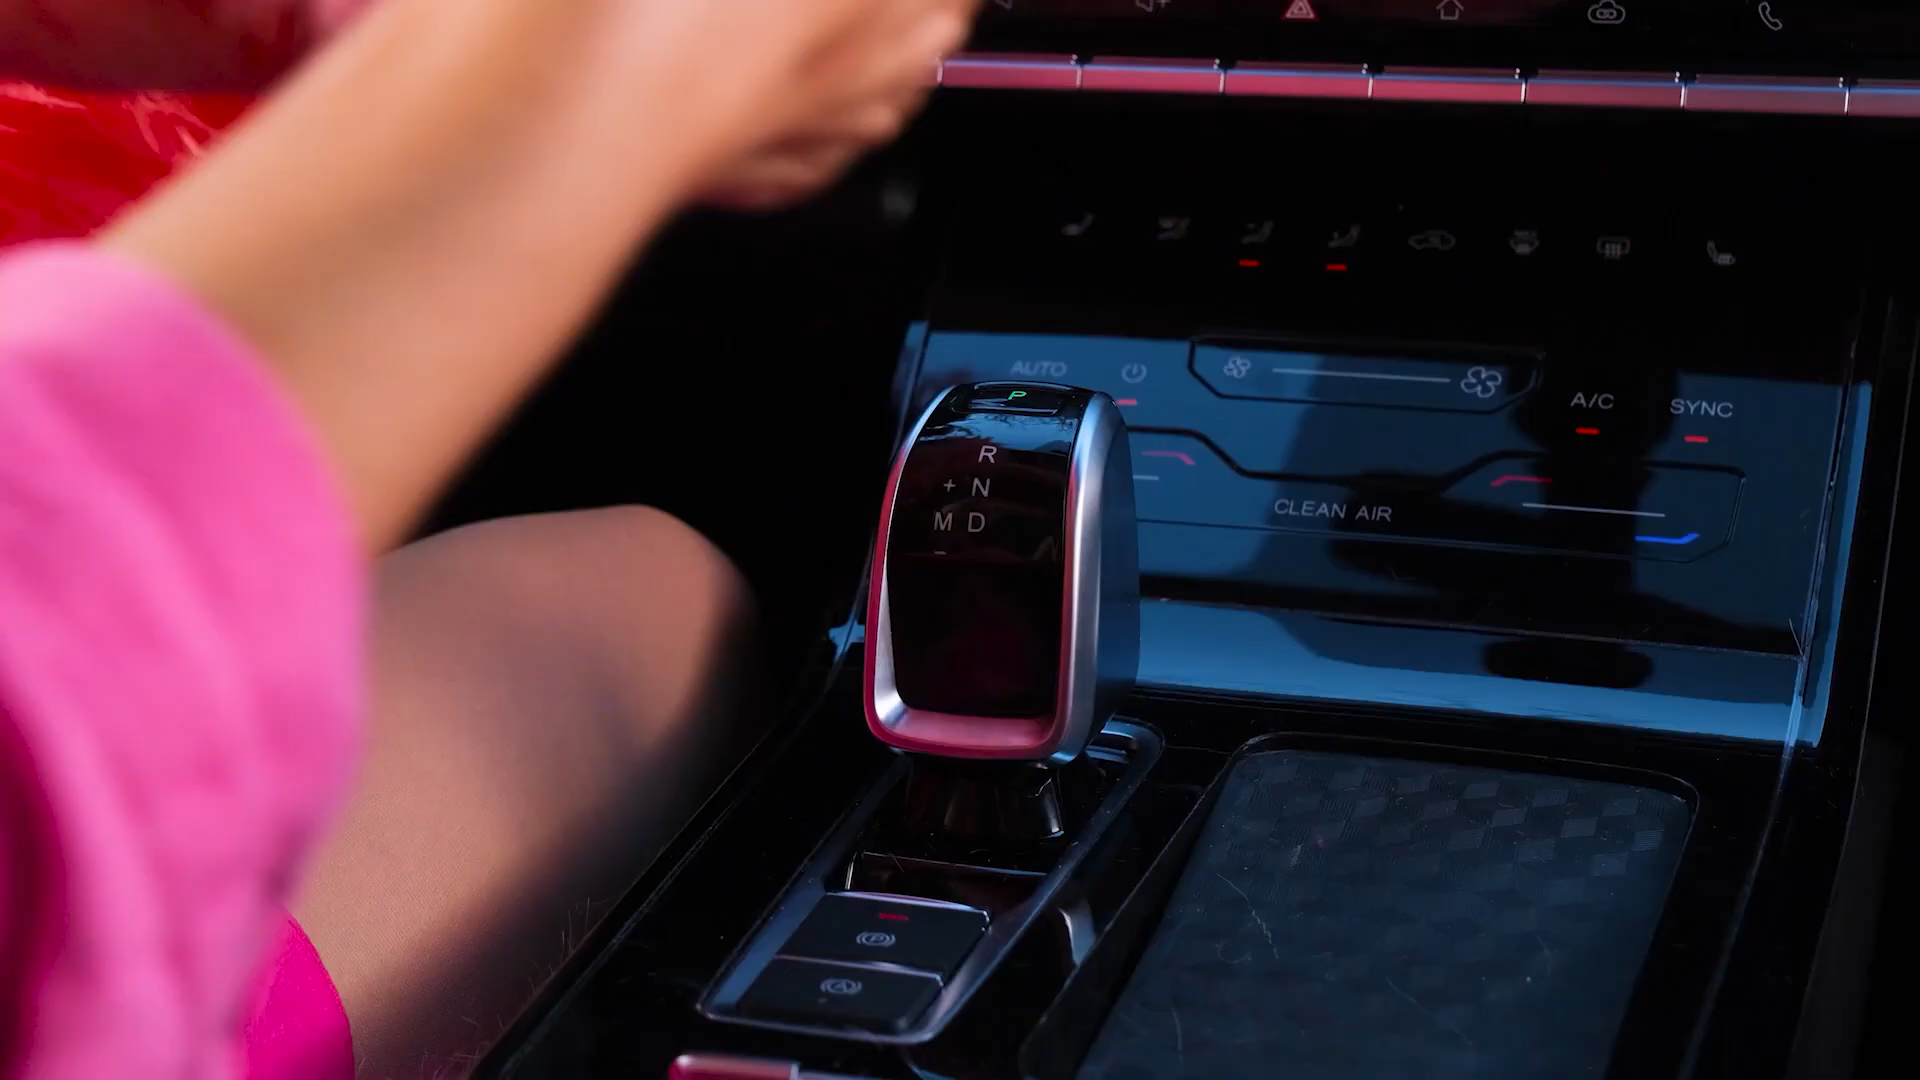 AUTO
A/C SYNC
P
R
+ N
M D
-
CLEAN AIR
P
A